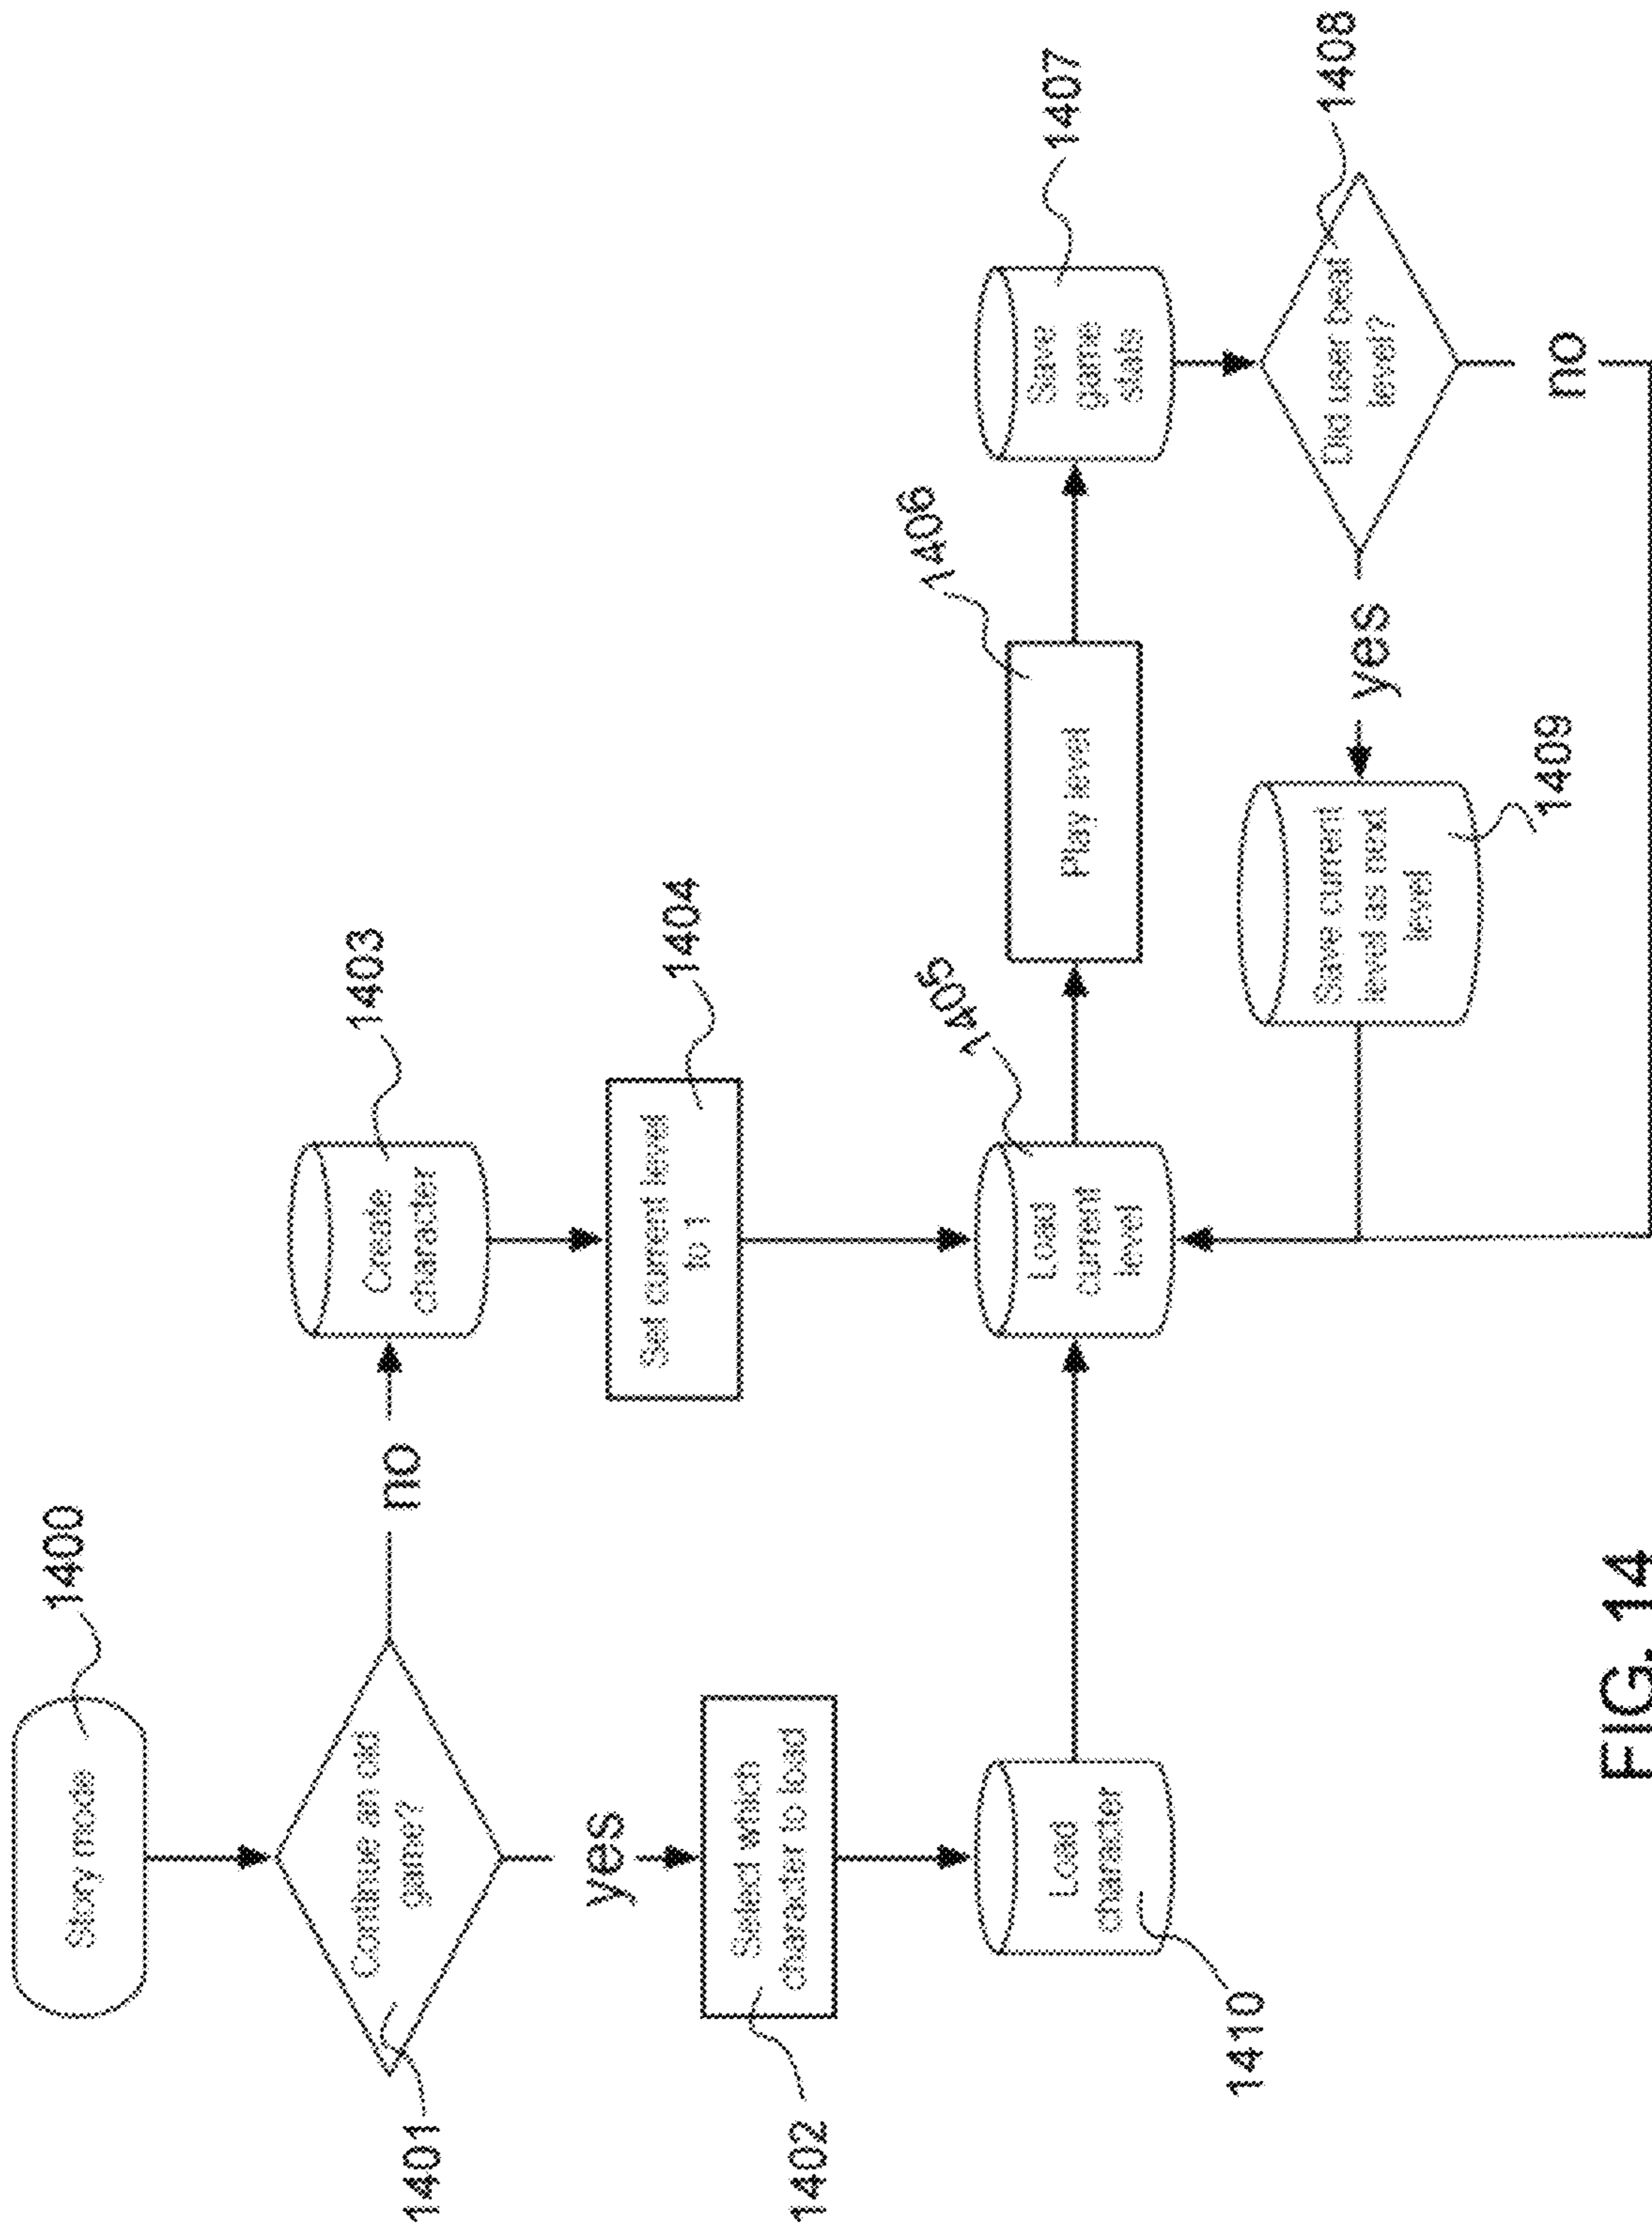 Story mode
1400
Continue an old
game?
1401
no
yes
Create
character
1403
Select which
character to load
1402
Set current level
to 1
1404
Load
character
1410
Load
current
level
1405
Play level
1406
Save
game
stats
1407
Did user beat
level?
1408
yes
no
Save current
level as next
level
1409
FIG. 14